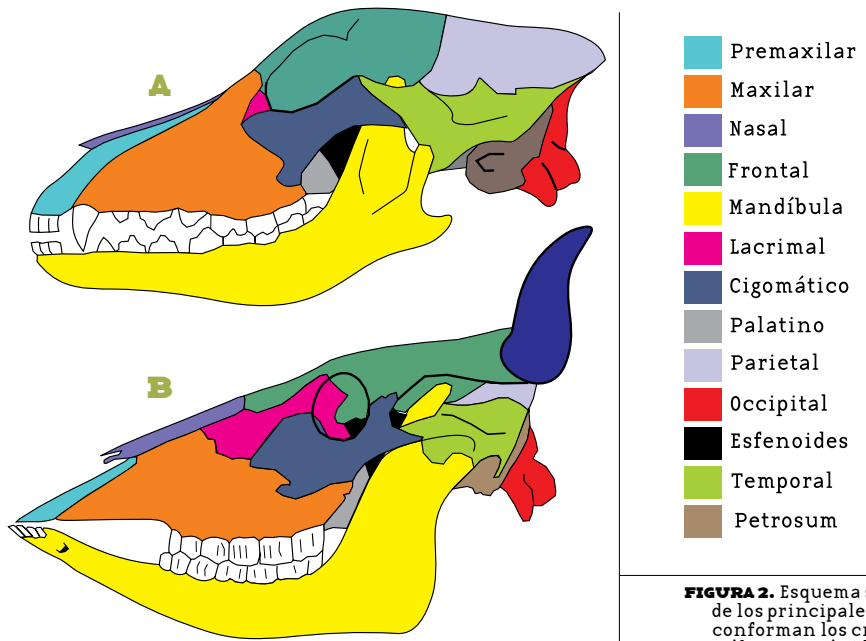 A
B
Premaxilar
Maxilar
Nasal
Frontal
Mandíbula
Lacrimal
Cigomático
Palatino
Parietal
Occipital
Esfenoides
Temporal
Petrosum
FIGURA 2. Esquema
de los principale
conforman los